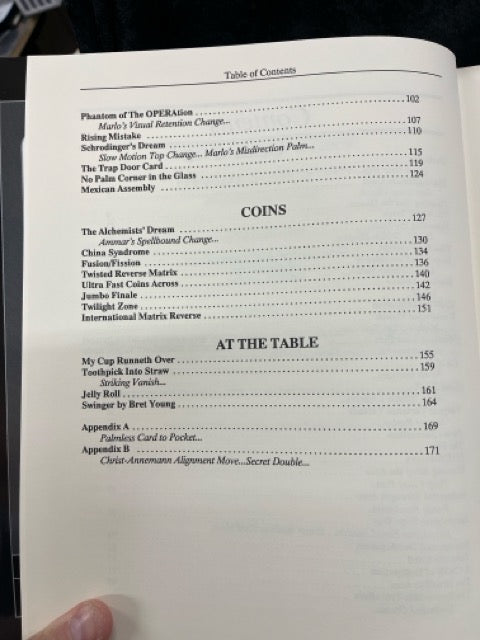 Table of Contents
Phantom of The OPERAtion ........ 102
Marlo's Visual Retention Change...
Rising Mistake ........ 107
Schrodinger's Dream ........ 110
Slow Motion Top Change... Marlo's Misdirection Palm...
The Trap Door Card ........ 115
No Palm Corner in the Glass ........ 119
Mexican Assembly ........ 124
COINS
The Alchemists' Dream ........ 127
Ammar's Spellbound Change...
China Syndrome ........ 130
Fusion/Fission ........ 134
Twisted Reverse Matrix ........ 136
Ultra Fast Coins Across ........ 140
Jumbo Finale ........ 142
Twilight Zone ........ 146
International Matrix Reverse ........ 151
AT THE TABLE
My Cup Runneth Over ........ 155
Toothpick Into Straw ........ 159
Striking Vanish...
Jelly Roll ........ 161
Swinger by Bret Young ........ 164
Appendix A ........ 169
Palmless Card to Pocket...
Appendix B ........ 171
Christ-Annemann Alignment Move...Secret Double...